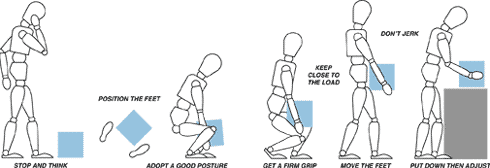 STOP AND THINK
POSITION THE FEET
ADOPT A GOOD POSTURE
GET A FIRM GRIP
KEEP
CLOSE TO
THE LOAD
MOVE THE FEET
DON'T JERK
PUT DOWN THEN ADJUST